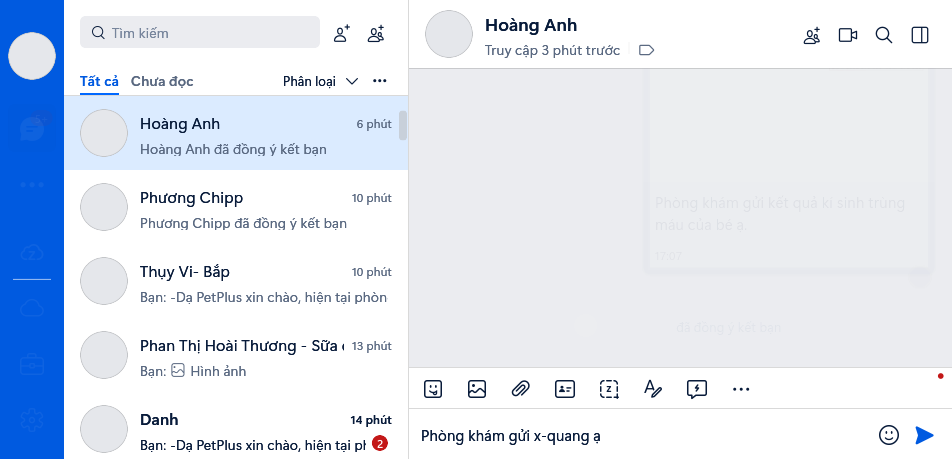 Tìm kiếm
Tất cả Chưa đọc Phân loại
Hoàng Anh 6 phút
Hoàng Anh đã đồng ý kết bạn
Phương Chipp 10 phút
Phương Chipp đã đồng ý kết bạn
Thụy Vi- Bắp 10 phút
Bạn: -Dạ PetPlus xin chào, hiện tại phòn
Phan Thị Hoài Thương - Sữa 13 phút
Bạn: Hình ảnh
Danh 14 phút
Bạn: -Dạ PetPlus xin chào, hiện tại ph 2
Hoàng Anh
Truy cập 3 phút trước
Phòng khám gửi kết quả kí sinh trùng
máu của bé ạ
17:07
đã đồng ý kết bạn
Phòng khám gửi x-quang ạ